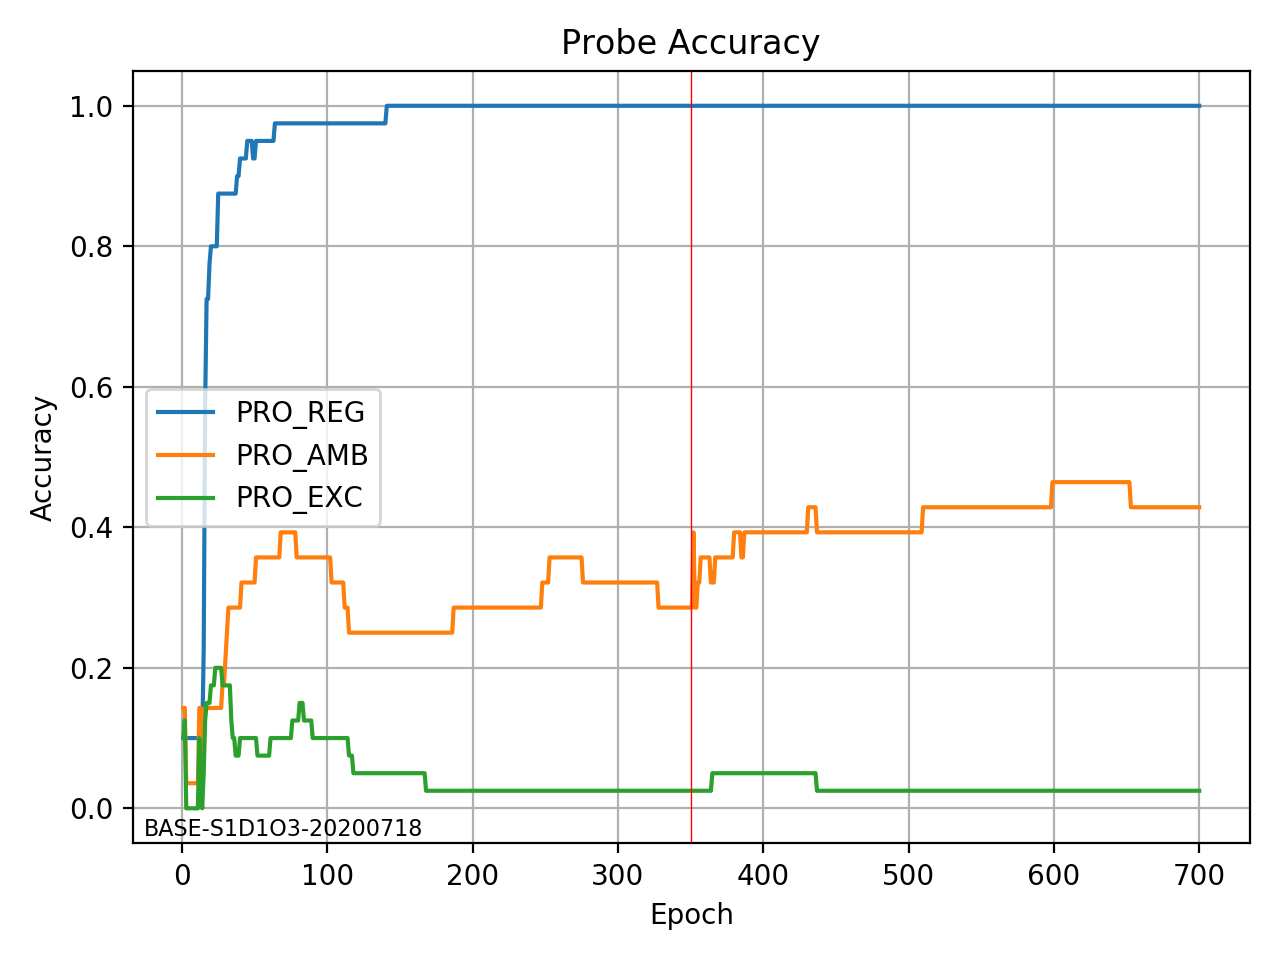 Probe Accuracy
Accuracy
1.0
0.8
0.6
0.4
0.2
0.0
PRO_REG
PRO_AMB
PRO_EXC
BASE-S1D1O3-20200718
0 100 200 300 400 500 600 700
Epoch